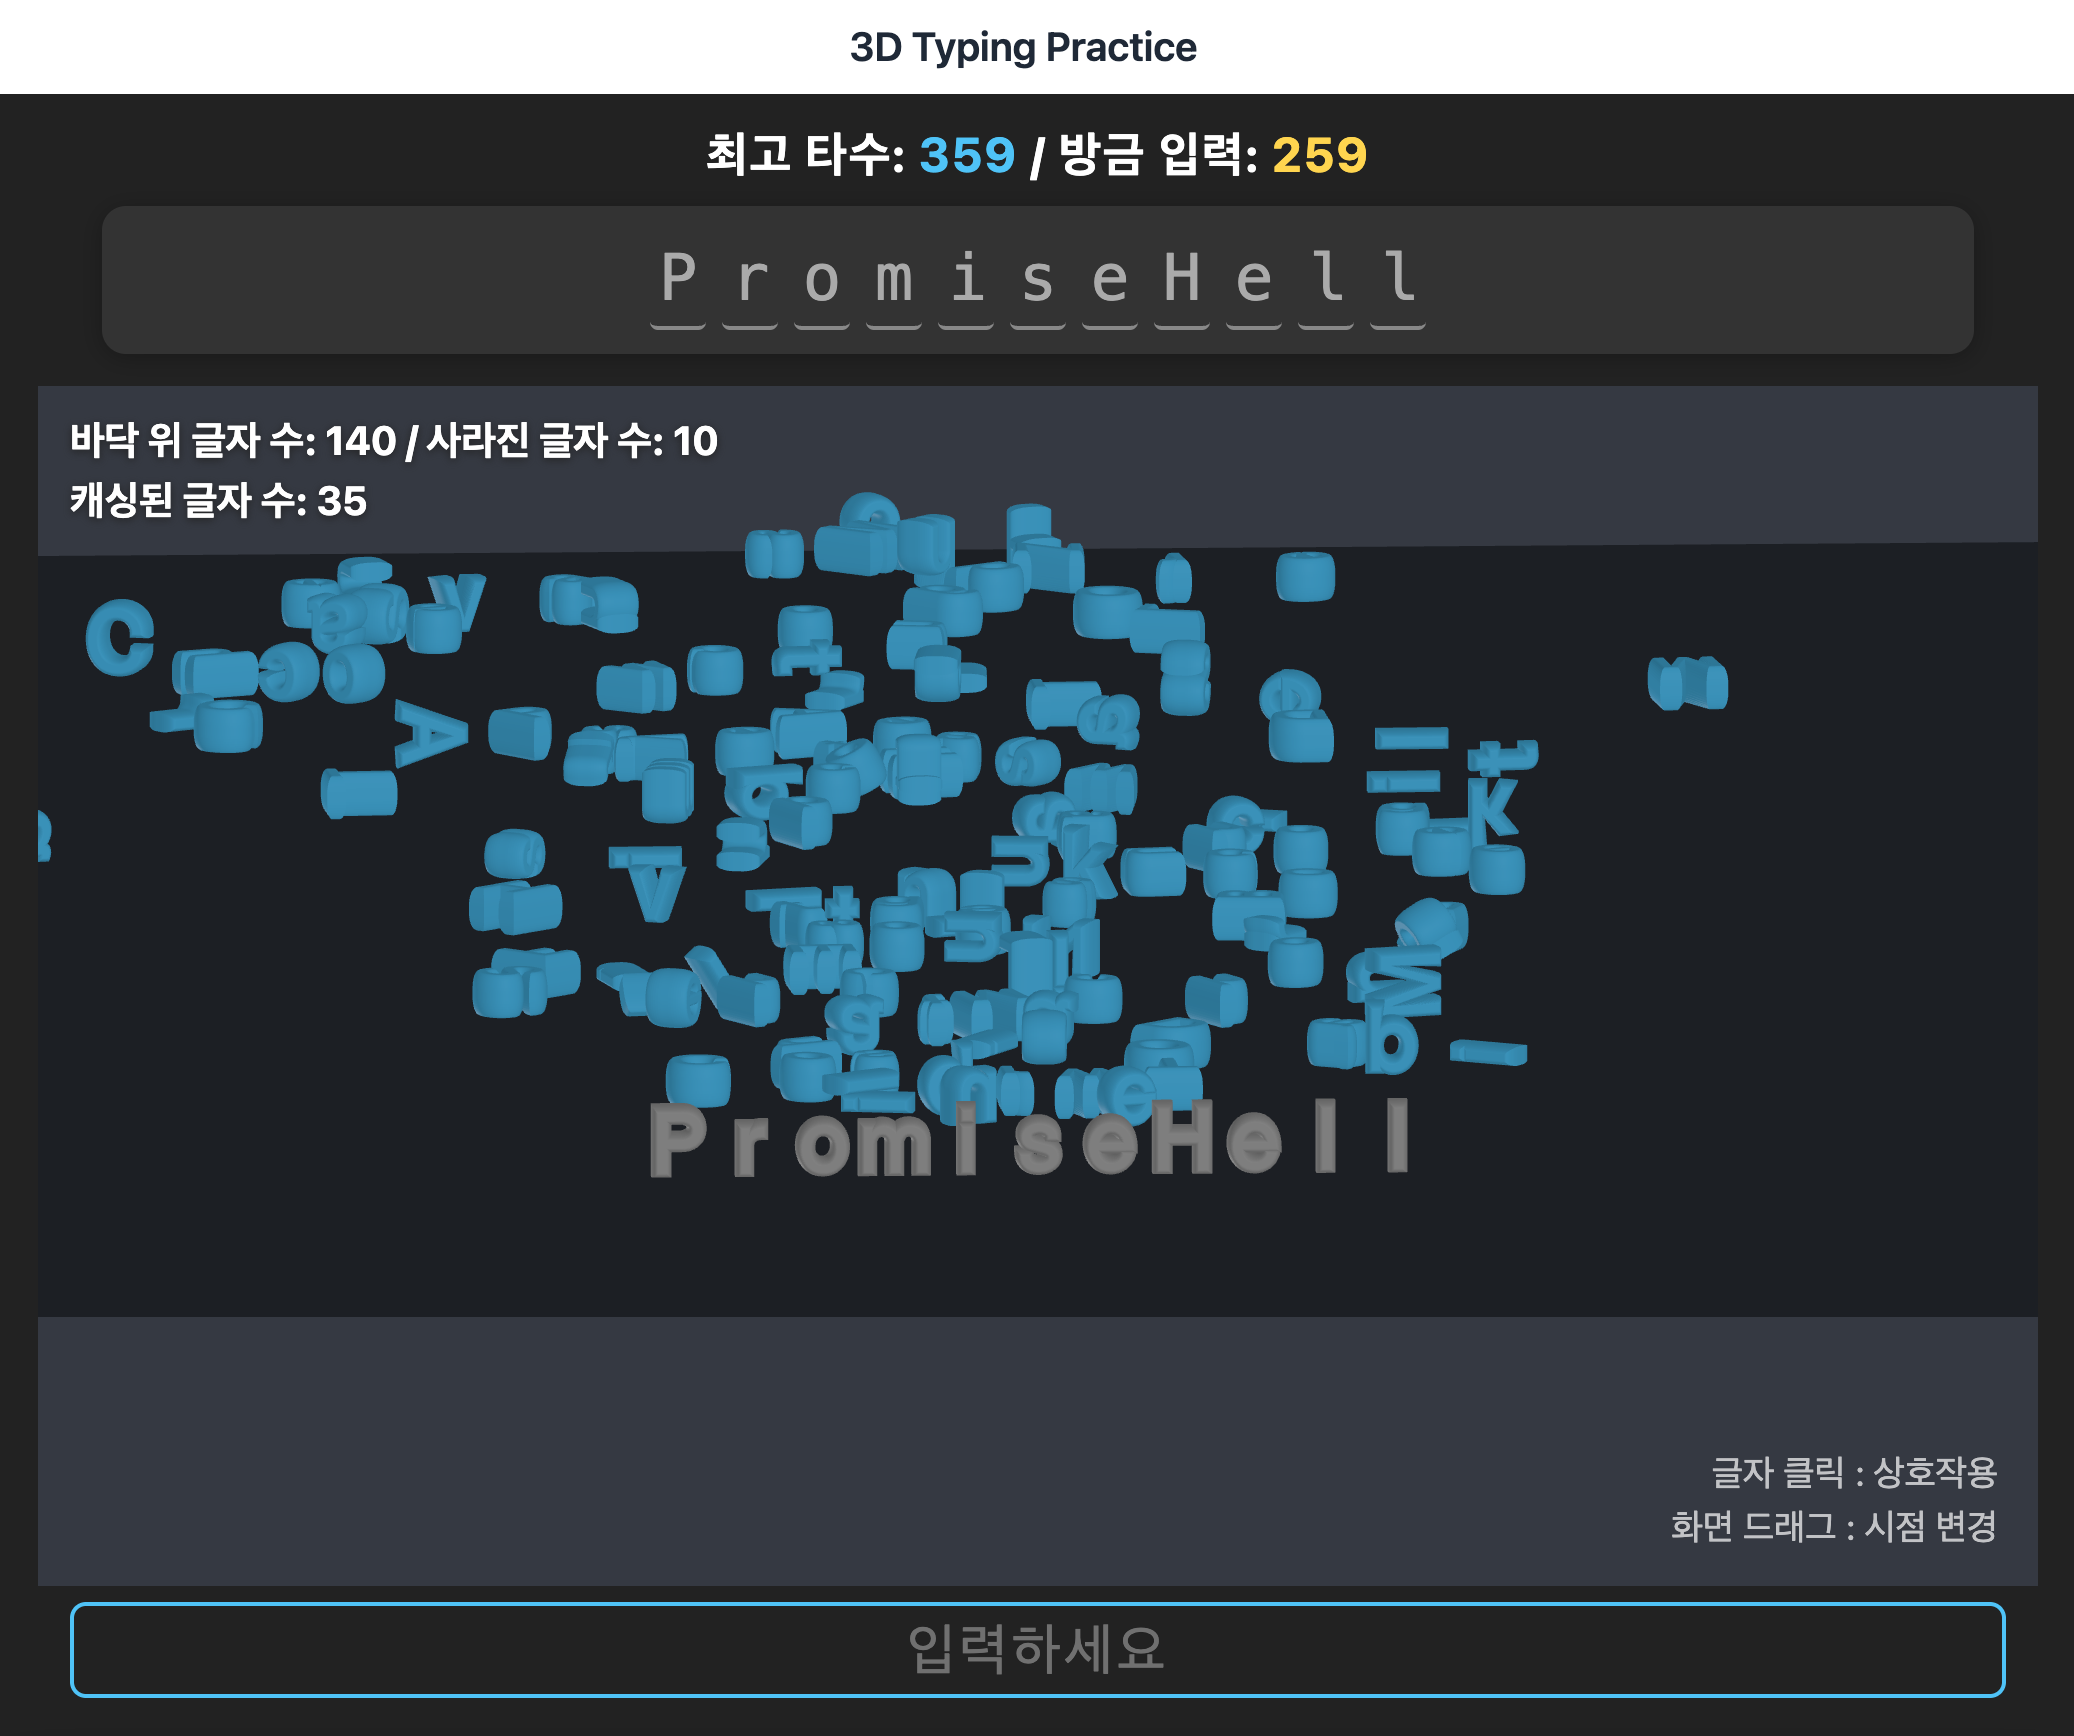 3D Typing Practice
최고 타수: 359 / 방금 입력: 259
PromiseHell
바닥 위 글자 수: 140 / 사라진 글자 수: 10
캐싱된 글자 수: 35
PromiseHell
글자 클릭 : 상호작용
화면 드래그 : 시점 변경
입력하세요